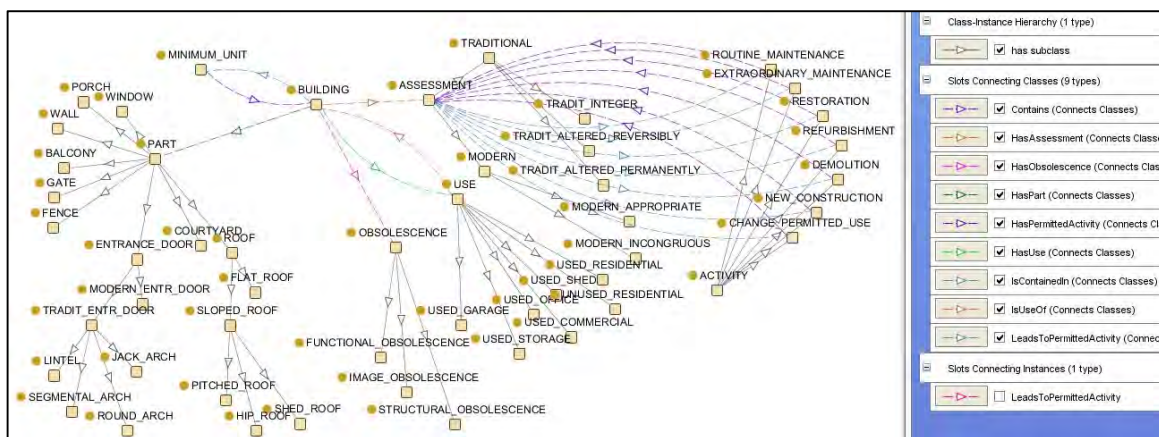 MINIMUM_UNIT
PORCH
WINDOW
WALL
PART
BALCONY
GATE
FENCE
BUILDING
ASSESSMENT
TRADITIONAL
TRADIT_INTEGER
TRADIT_ALTERED_REVERSIBLY
MODERN
TRADIT_ALTERED_PERMANENTLY
USE
MODERN_APPROPRIATE
MODERN_INCONGRUOUS
ROUTINE_MAINTENANCE
EXTRAORDINARY_MAINTENANCE
RESTORATION
REFURBISHMENT
DEMOLITION
NEW_CONSTRUCTION
CHANGE_PERMITTED_USE
ACTIVITY
COURTYARD
ROOF
ENTRANCE_DOOR
FLAT_ROOF
MODERN_ENTR_DOOR
TRADIT_ENTR_DOOR
SLOPED_ROOF
LINTEL
JACK_ARCH
SEGMENTAL_ARCH
ROUND_ARCH
PITCHED_ROOF
HIP_ROOF
SHED_ROOF
OBSOLESCENCE
FUNCTIONAL_OBSOLESCENCE
IMAGE_OBSOLESCENCE
STRUCTURAL_OBSOLESCENCE
USED_RESIDENTIAL
USED_SHED
UNUSED_RESIDENTIAL
USED_OFFICE
USED_GARAGE
USED_COMMERCIAL
USED_STORAGE
Class-Instance Hierarchy (1 type)
has subclass
Slots Connecting Classes (9 types)
Contains (Connects Classes)
HasAssessment (Connects Classe
HasObsolescence (Connects Clas
HasPart (Connects Classes)
HasPermittedActivity (Connects Cl
HasUse (Connects Classes)
IsContainedIn (Connects Classes)
IsUseOf (Connects Classes)
LeadsToPermittedActivity (Connec
Slots Connecting Instances (1 type)
LeadsToPermittedActivity